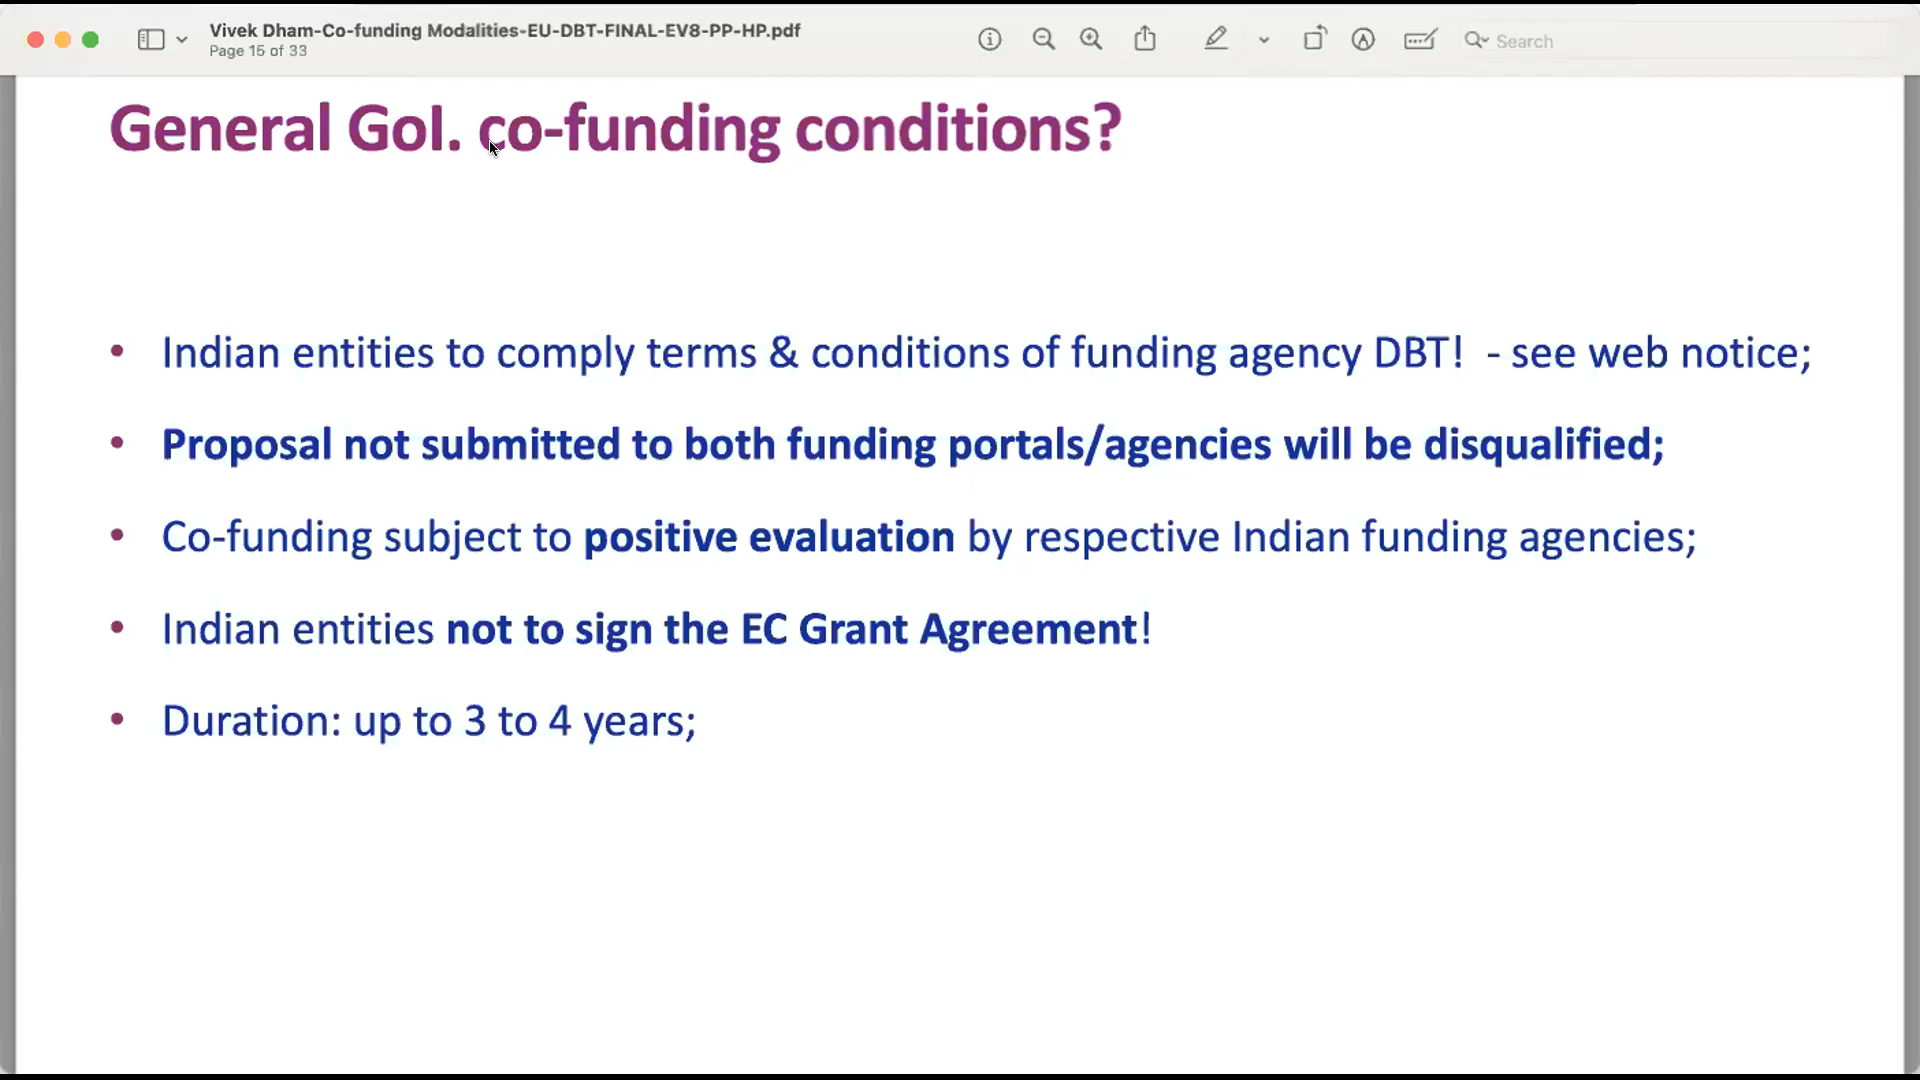 Vivek Dham-Co-funding Modalities-EU-DBT-FINAL-EV8-PP-HP.pdf
Page 15 of 33
Search
General GoI. co-funding conditions?
• Indian entities to comply terms & conditions of funding agency DBT!  - see web notice;
• Proposal not submitted to both funding portals/agencies will be disqualified;
• Co-funding subject to positive evaluation by respective Indian funding agencies;
• Indian entities not to sign the EC Grant Agreement!
• Duration: up to 3 to 4 years;